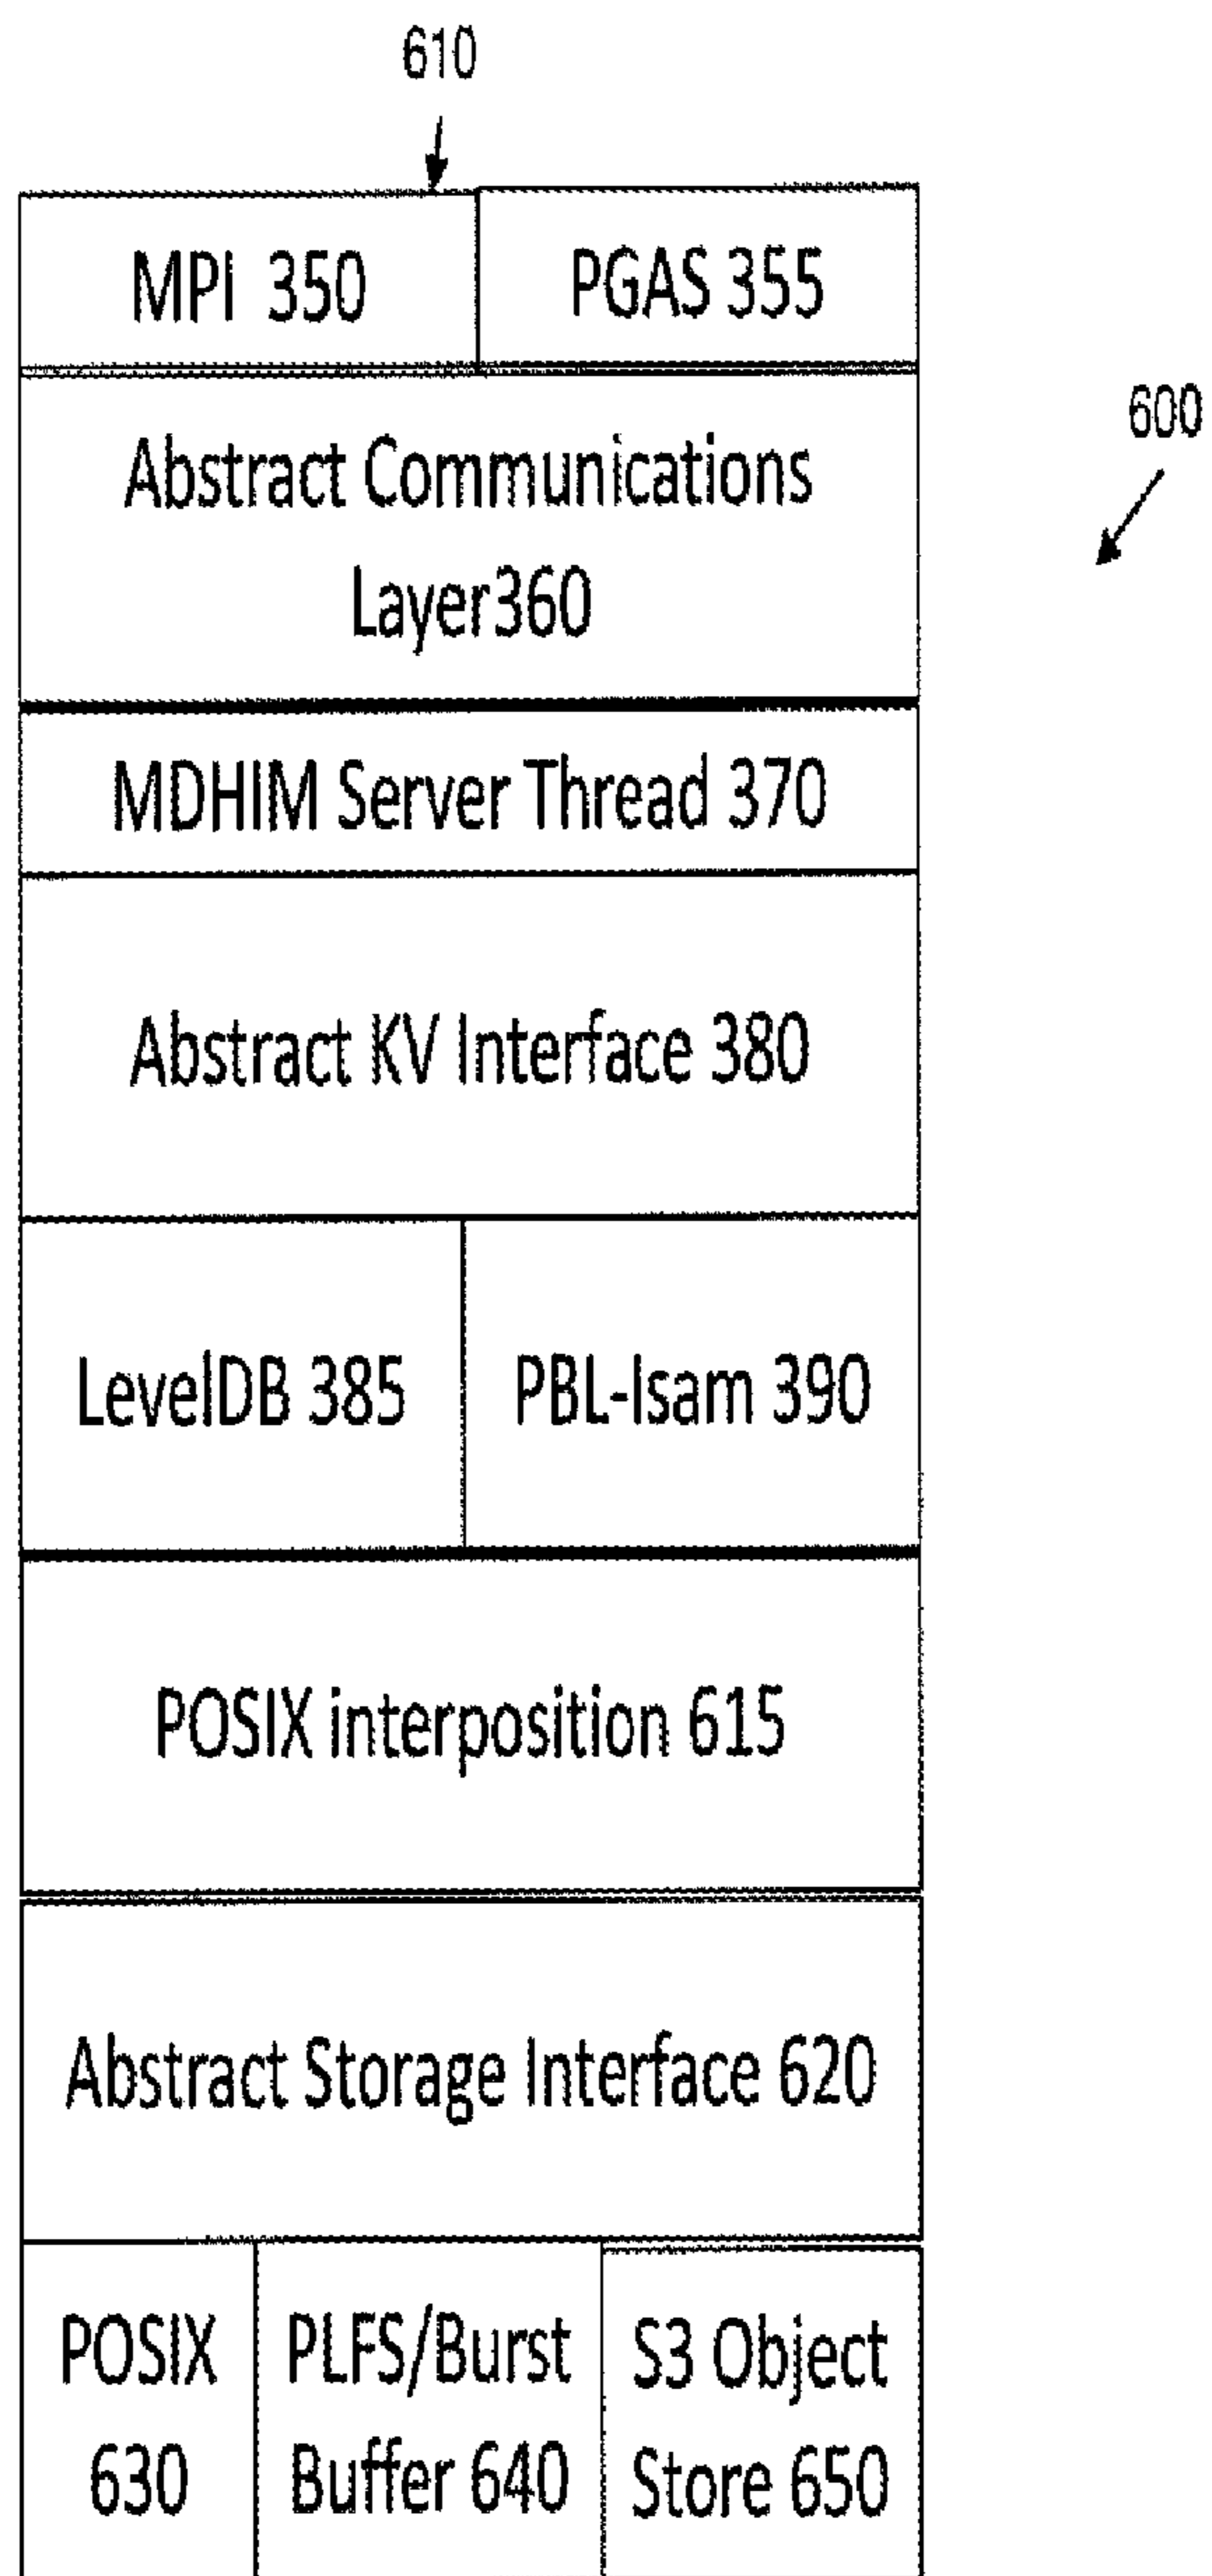 610
MPI 350
PGAS 355
600
Abstract Communications
Layer360
MDHIM Server Thread 370
Abstract KV Interface 380
LevelDB 385
PBL-Isam 390
POSIX interposition 615
Abstract Storage Interface 620
POSIX
630
PLFS/Burst
Buffer 640
S3 Object
Store 650